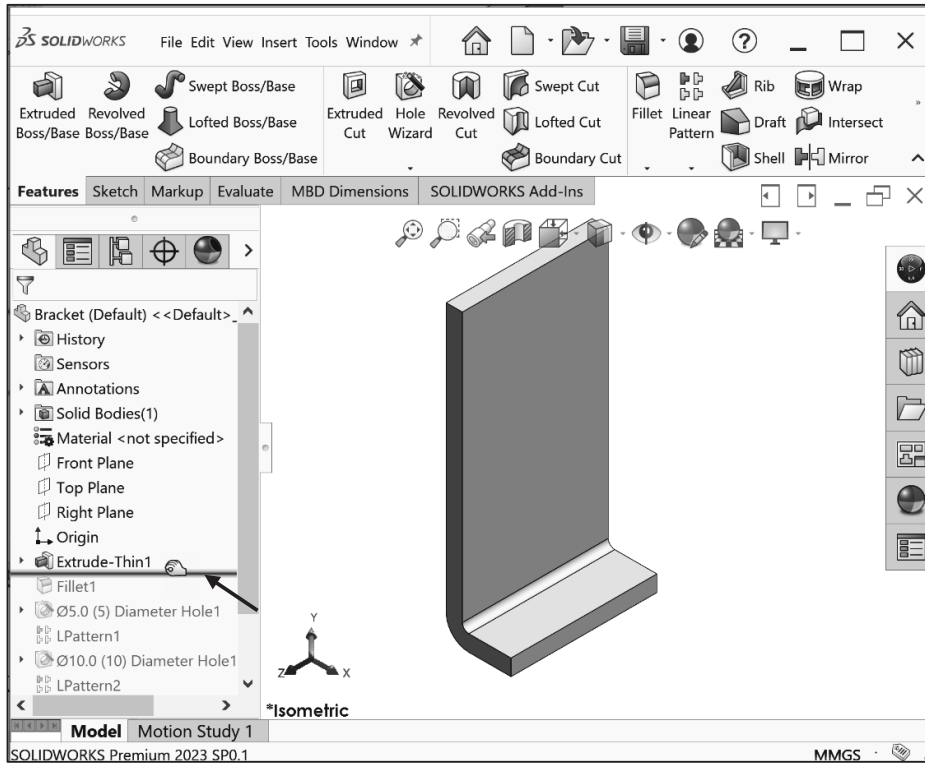 SOLIDWORKS File Edit View Insert Tools Window ?
Extruded Boss/Base
Revolved Boss/Base
Swept Boss/Base
Lofted Boss/Base
Boundary Boss/Base
Extruded Cut
Hole Wizard
Revolved Cut
Swept Cut
Lofted Cut
Boundary Cut
Fillet
Linear Pattern
Rib
Draft
Shell
Wrap
Intersect
Mirror
Features Sketch Markup Evaluate MBD Dimensions SOLIDWORKS Add-Ins
Bracket (Default) <<Default>_
History
Sensors
Annotations
Solid Bodies(1)
Material <not specified>
Front Plane
Top Plane
Right Plane
Origin
Extrude-Thin1
Fillet1
Ø5.0 (5) Diameter Hole1
LPattern1
Ø10.0 (10) Diameter Hole1
LPattern2
Y
Z X
*Isometric
Model Motion Study 1
SOLIDWORKS Premium 2023 SP0.1 MMGS